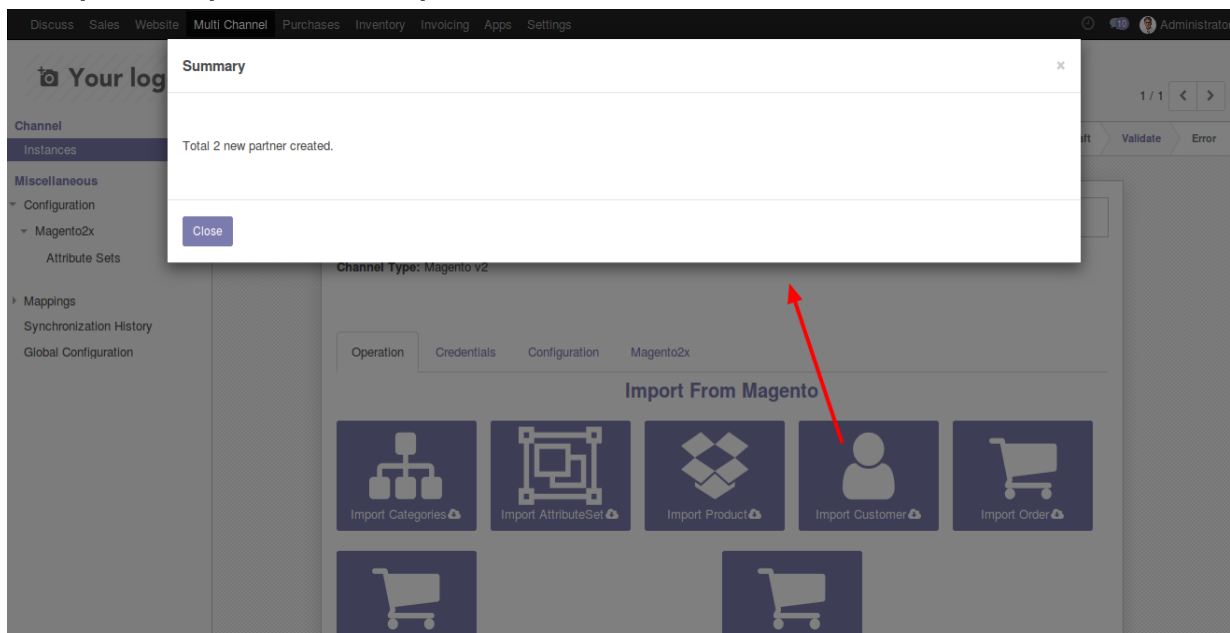 Discuss Sales Website Multi Channel Purchases Inventory Invoicing Apps Settings 10 Administrator
Your log
Summary ×
1 / 1
Channel
Instances
Total 2 new partner created.
Validate Error
Miscellaneous
Configuration
Magento2x
Close
Attribute Sets
Channel Type: Magento v2
Mappings
Synchronization History
Global Configuration
Operation Credentials Configuration Magento2x
Import From Magento
Import Categories Import AttributeSet Import Product Import Customer Import Order